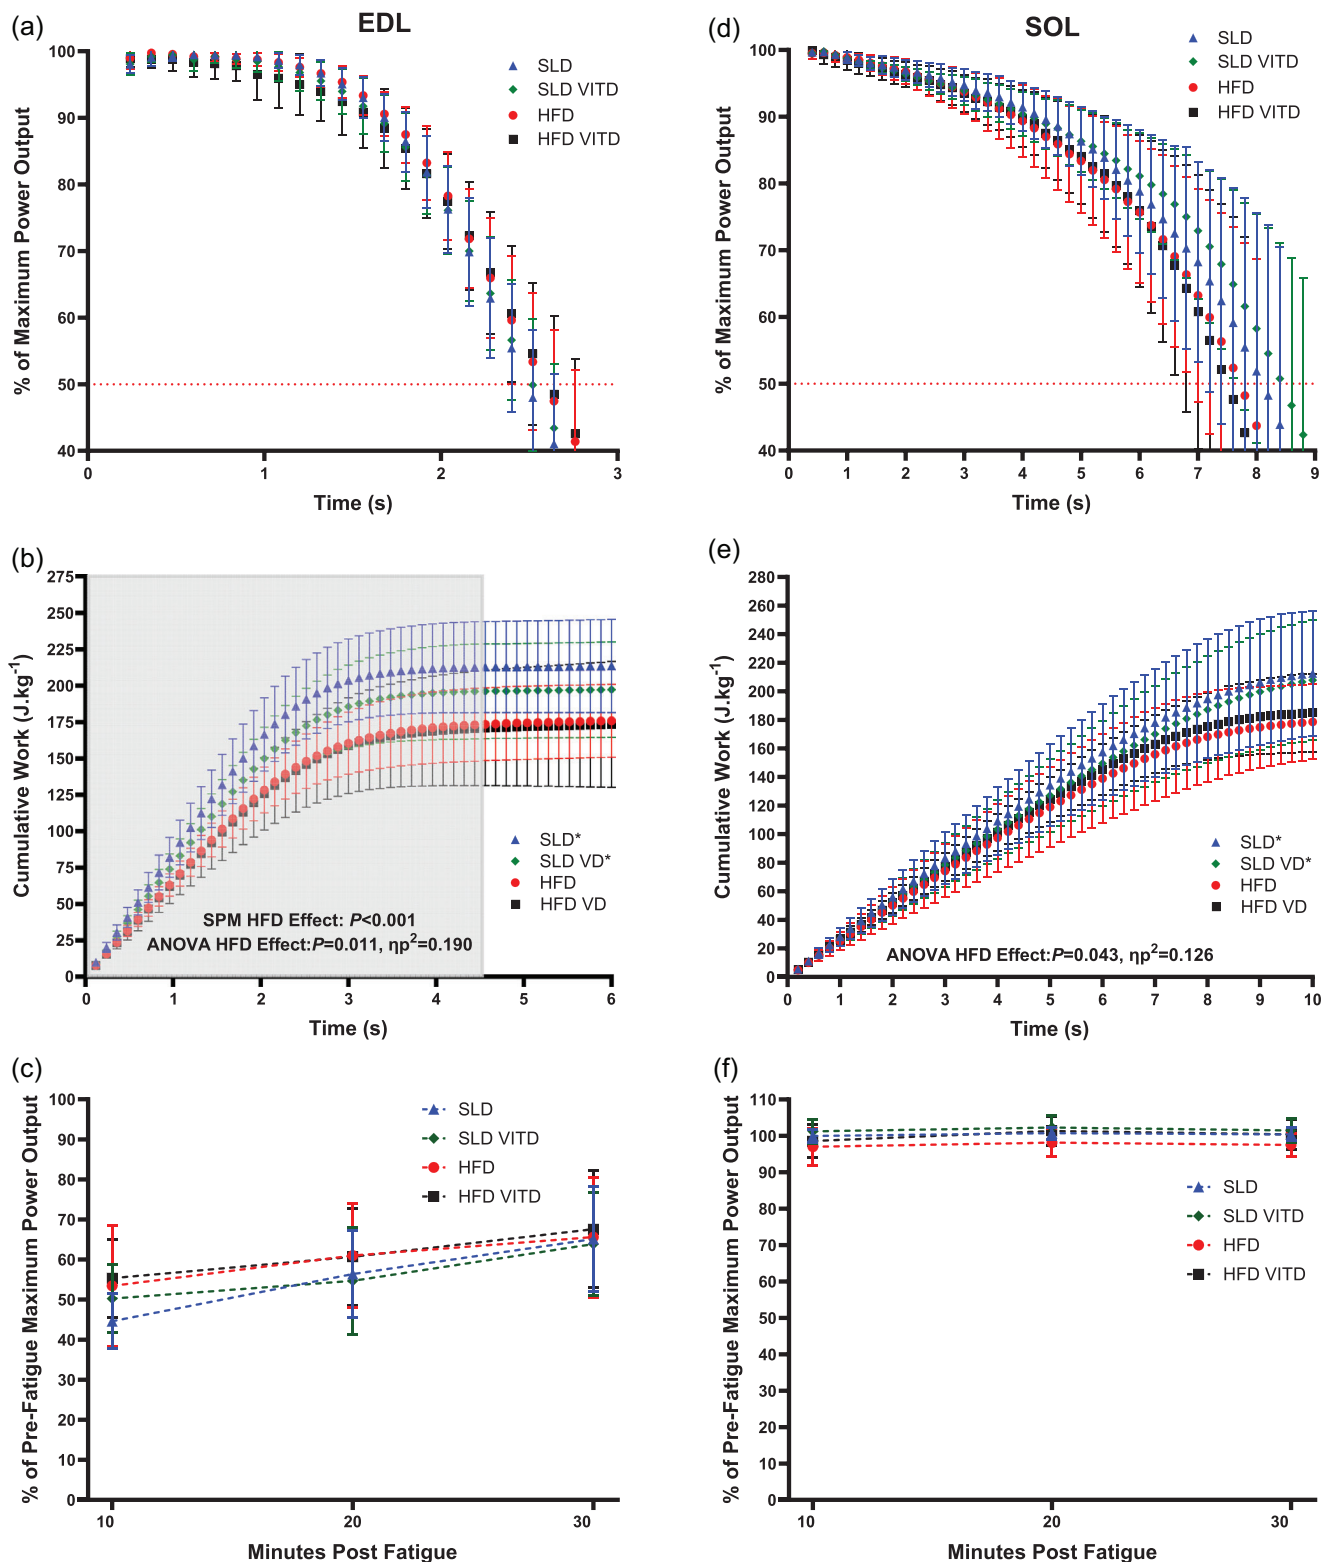 (a)
EDL
% of Maximum Power Output
100
90
80
70
60
50
40
0
1
2
3
Time (s)
SLD
SLD VITD
HFD
HFD VITD
(d)
SOL
% of Maximum Power Output
100
90
80
70
60
50
40
0
1
2
3
4
5
6
7
8
9
Time (s)
SLD
SLD VITD
HFD
HFD VITD
(b)
Cumulative Work (J.kg⁻¹)
275
250
225
200
175
150
125
100
75
50
25
0
0
1
2
3
4
5
6
Time (s)
SLD*
SLD VD*
HFD
HFD VD
SPM HFD Effect: P<0.001
ANOVA HFD Effect:P=0.011, ηp²=0.190
(e)
Cumulative Work (J.kg⁻¹)
280
260
240
220
200
180
160
140
120
100
80
60
40
20
0
0
1
2
3
4
5
6
7
8
9
10
Time (s)
SLD*
SLD VD*
HFD
HFD VD
ANOVA HFD Effect:P=0.043, ηp²=0.126
(c)
% of Pre-Fatigue Maximum Power Output
100
90
80
70
60
50
40
30
20
10
0
10
20
30
Minutes Post Fatigue
SLD
SLD VITD
HFD
HFD VITD
(f)
% of Pre-Fatigue Maximum Power Output
110
100
90
80
70
60
50
40
30
20
10
0
10
20
30
Minutes Post Fatigue
SLD
SLD VITD
HFD
HFD VITD